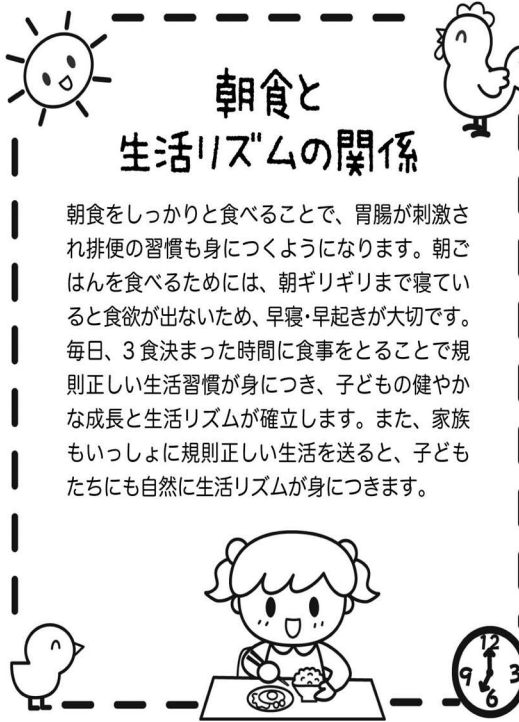 朝食と
生活リズムの関係
朝食をしっかりと食べることで、胃腸が刺激さ
れ排便の習慣も身につくようになります。朝ご
はんを食べるためには、朝ギリギリまで寝てい
ると食欲が出ないため、早寝・早起きが大切です。
毎日、3食決まった時間に食事をとることで規
則正しい生活習慣が身につき、子どもの健やか
な成長と生活リズムが確立します。また、家族
もいっしょに規則正しい生活を送ると、子ども
たちにも自然に生活リズムが身につきます。
12
9 3
6